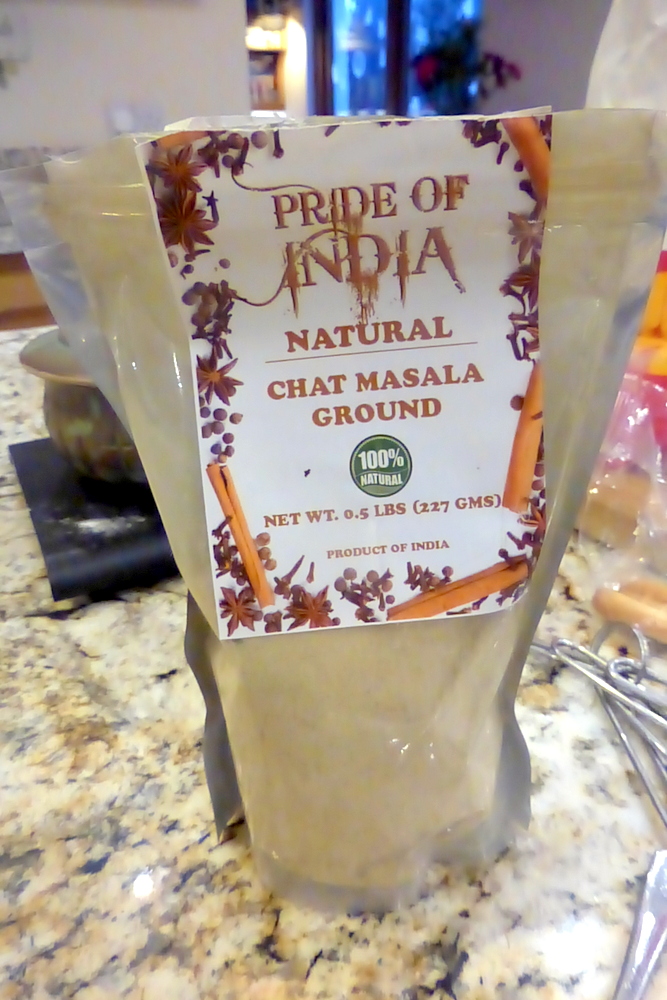 PRIDE OF
INDIA
NATURAL
CHAT MASALA
GROUND
100%
NATURAL
NET WT. 0.5 LBS (227 GMS)
PRODUCT OF INDIA